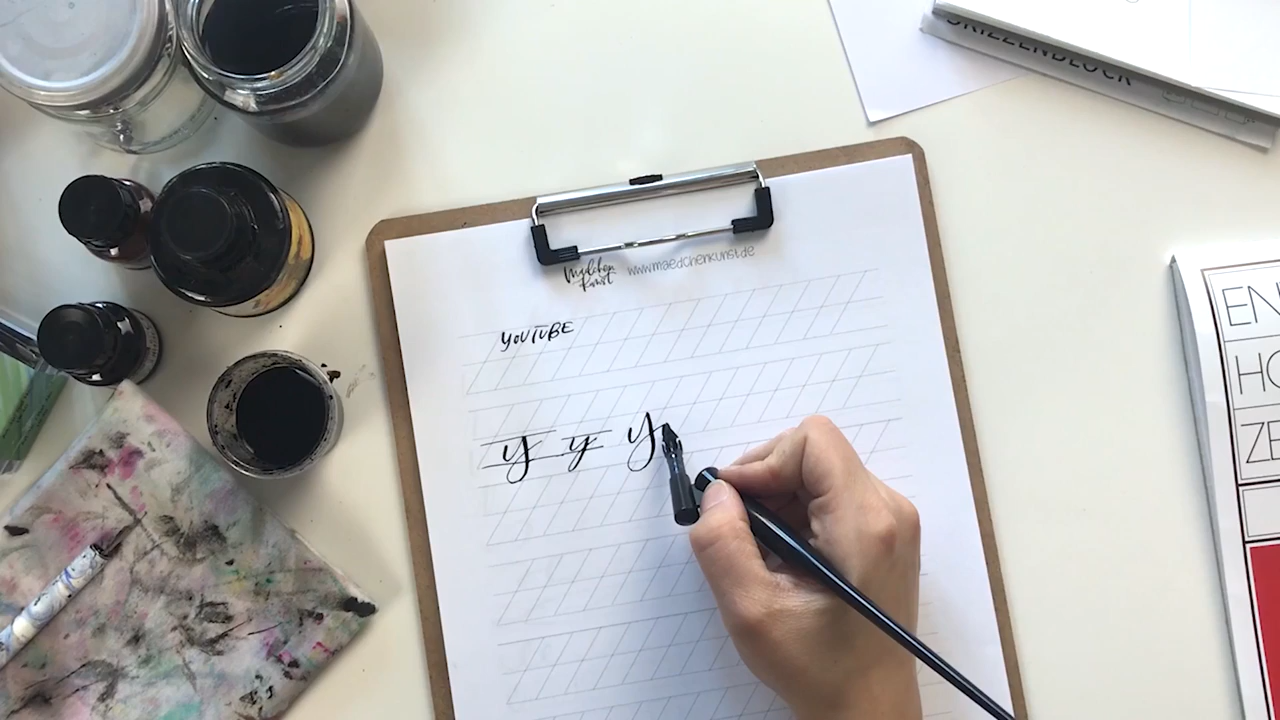 SKIZZENBLOCK
Mädchen
Kunst
www.maedchenkunst.de
YOUTUBE
y y y
EN
HO
ZE